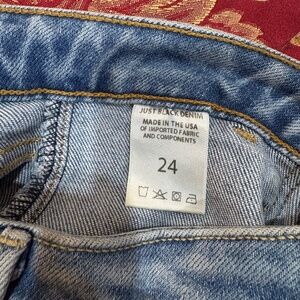 JUST BLACK DENIM
MADE IN THE USA
OF IMPORTED FABRIC
AND COMPONENTS
24